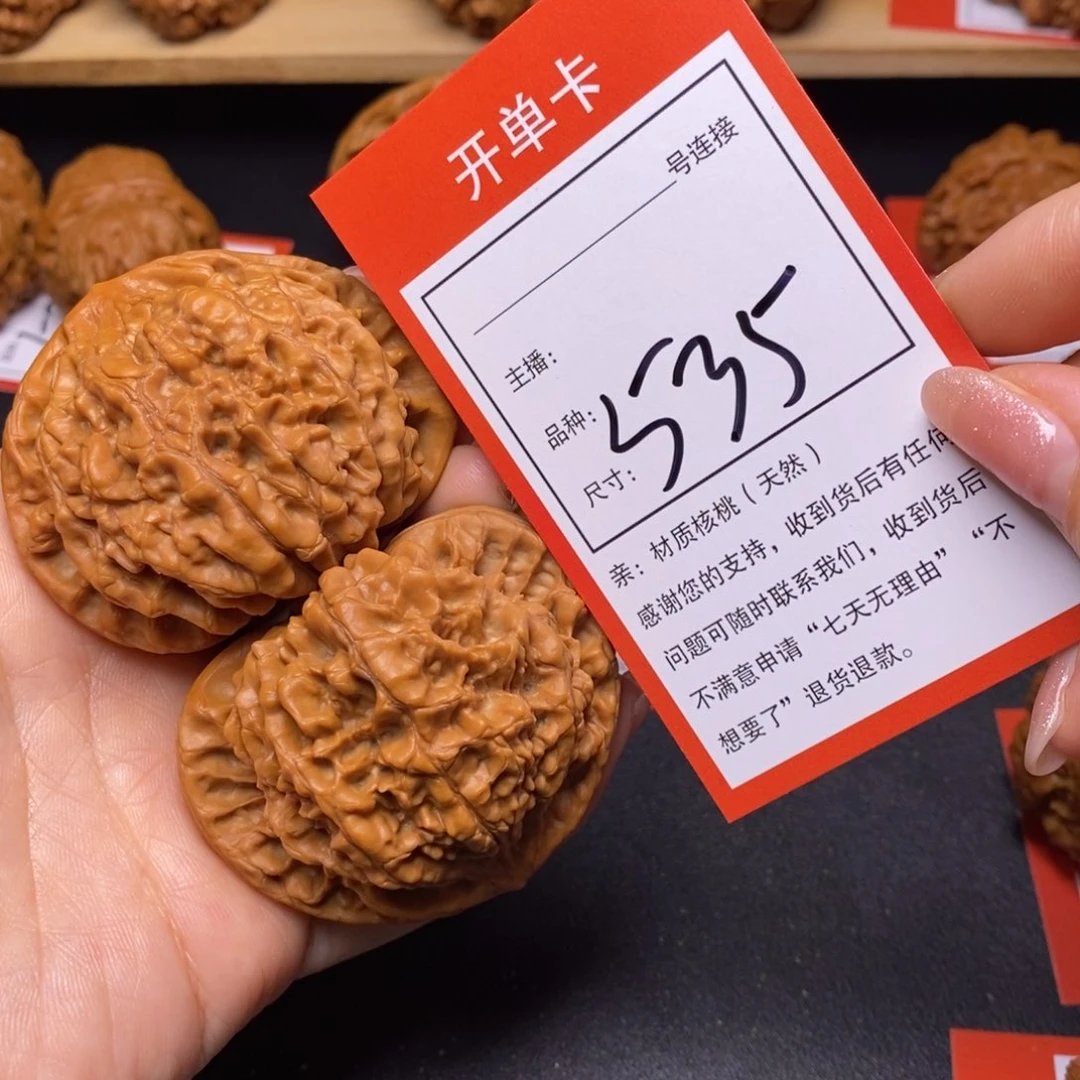 开单卡
号连接
主播：
535
品种：
尺寸：
亲：材质核桃（天然）
感谢您的支持，收到货后有任何
问题可随时联系我们，收到货后
不满意申请“七天无理由” “不
想要了”退货退款。